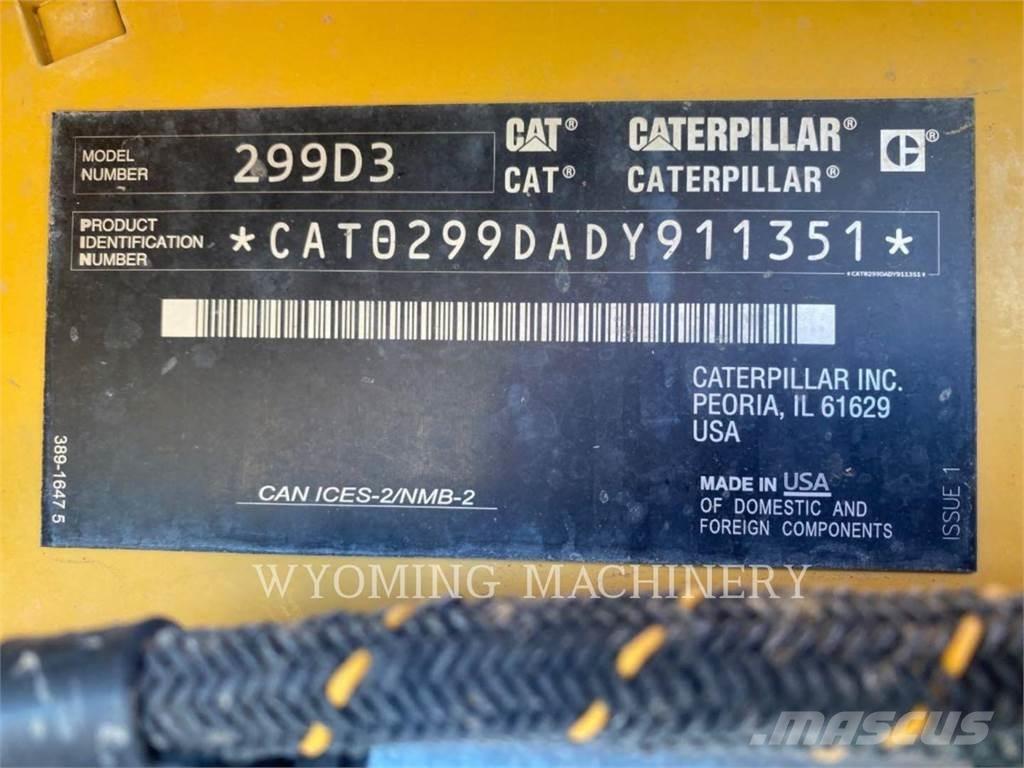 MODEL
NUMBER
299D3
CAT® CATERPILLAR®
CAT® CATERPILLAR®
C®
PRODUCT
IDENTIFICATION
NUMBER
*CAT0299DADY911351*
*CAT0299DADY911351*
CATERPILLAR INC.
PEORIA, IL 61629
USA
389-1647 5
CAN ICES-2/NMB-2
MADE IN USA
OF DOMESTIC AND
FOREIGN COMPONENTS
ISSUE 1
WYOMING MACHINERY
MASCUS